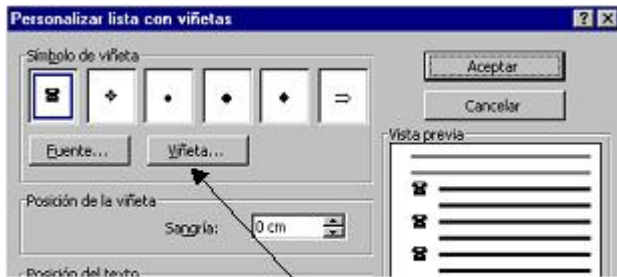 Personalizar lista con viñetas
Símbolo de viñeta
Aceptar
Cancelar
Fuente...
Viñeta...
Vista previa
Posición de la viñeta
Sangría:
0 cm
Posición del texto